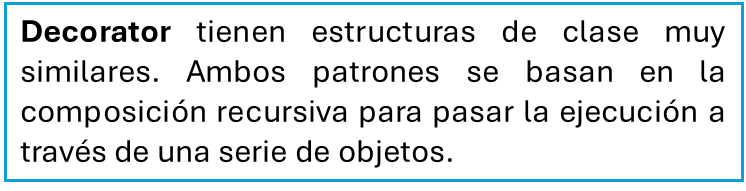 Decorator tienen estructuras de clase muy
similares. Ambos patrones se basan en la
composición recursiva para pasar la ejecución a
través de una serie de objetos.